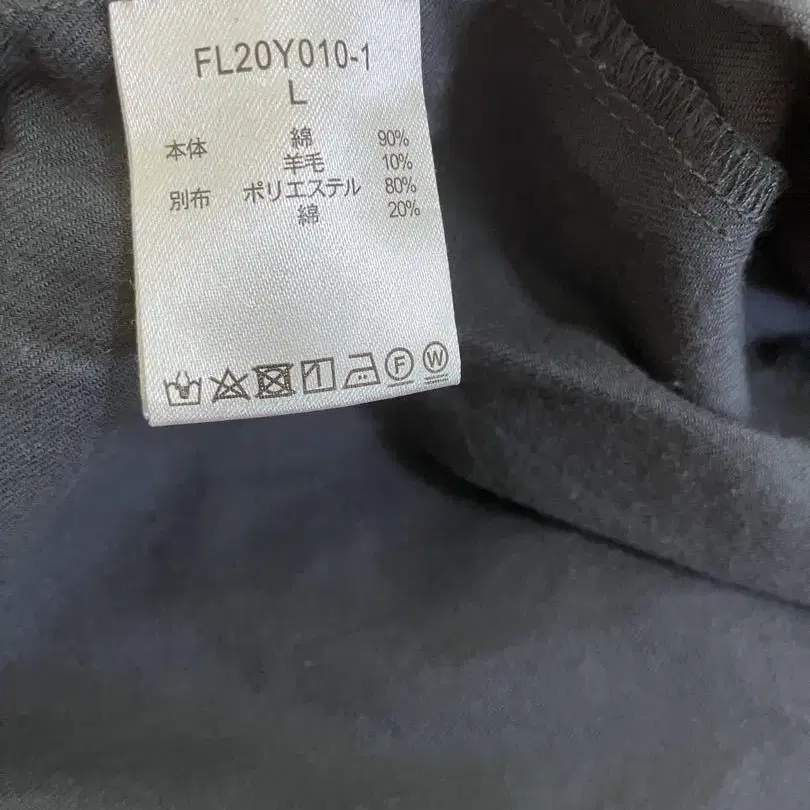 FL20Y010-1
L
本体 綿 90%
羊毛 10%
別布 ポリエステル 80%
綿 20%
F W